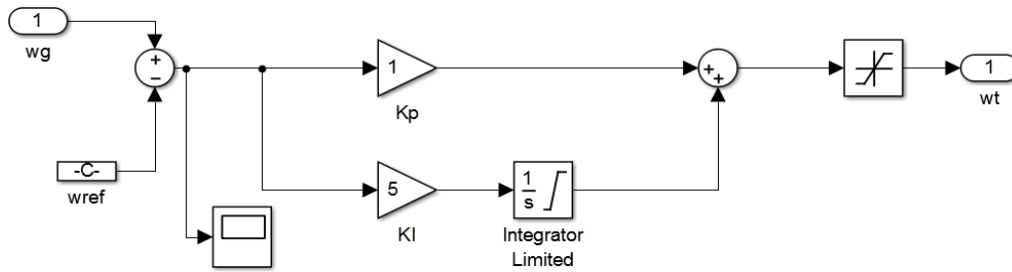 1
wg
+
−
-C-
wref
1
Kp
5
KI
1
s
Integrator
Limited
+
+
1
wt